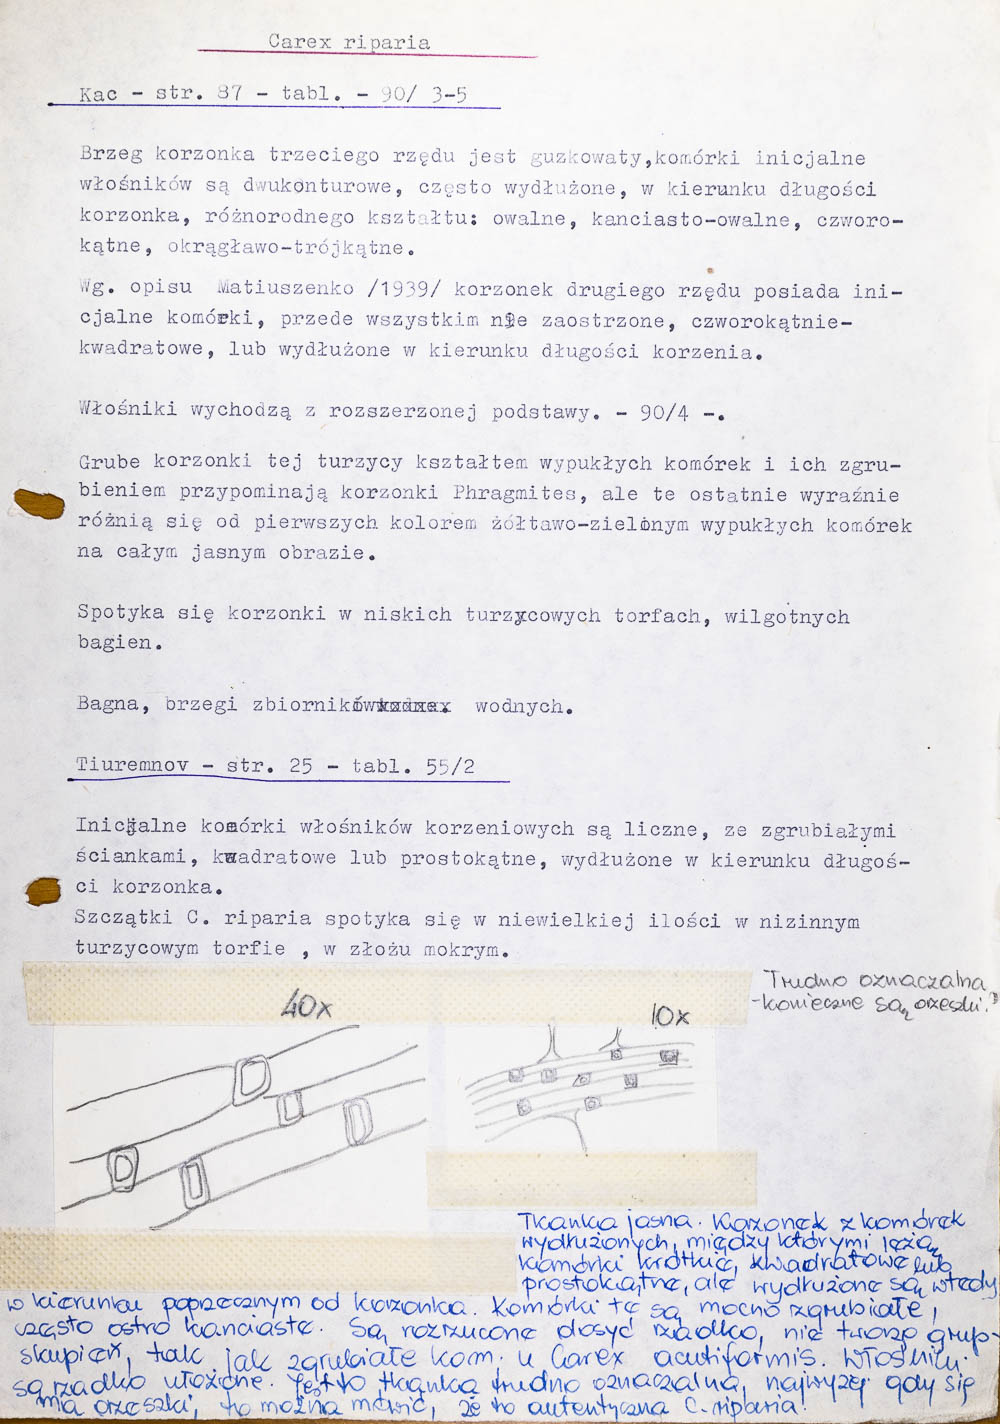 Carex riparia
Kac - str. 87 - tabl. - 90/ 3-5
Brzeg korzonka trzeciego rzędu jest guzkowaty,komórki inicjalne
włośników są dwukonturowe, często wydłużone, w kierunku długości
korzonka, różnorodnego kształtu: owalne, kanciasto-owalne, czworo-
kątne, okrągławo-trójkątne.
Wg. opisu Matiuszenko /1939/ korzonek drugiego rzędu posiada ini-
cjalne komórki, przede wszystkim nie zaostrzone, czworokątnie-
kwadratowe, lub wydłużone w kierunku długości korzenia.
Włośniki wychodzą z rozszerzonej podstawy. - 90/4 -.
Grube korzonki tej turzycy kształtem wypukłych komórek i ich zgru-
bieniem przypominają korzonki Phragmites, ale te ostatnie wyraźnie
różnią się od pierwszych kolorem żółtawo-zielonym wypukłych komórek
na całym jasnym obrazie.
Spotyka się korzonki w niskich turzycowych torfach, wilgotnych
bagien.
Bagna, brzegi zbiorników wodnych.
Tiuremnov - str. 25 - tabl. 55/2
Inicjalne komórki włośników korzeniowych są liczne, ze zgrubiałymi
ściankami, kwadratowe lub prostokątne, wydłużone w kierunku długoś-
ci korzonka.
Szczątki C. riparia spotyka się w niewielkiej ilości w nizinnym
turzycowym torfie , w złożu mokrym.
Trudno oznaczalna
- konieczne są orzeszki!
40x
10x
Tkanka jasna. Korzonek z komórek
wydłużonych, między którymi leżą
komórki krótkie, kwadratowe lub
prostokątne, ale wydłużone są wtedy
w kierunku poprzecznym od korzonka. Komórki te są mocno zgrubiałe,
często ostro kanciaste. Są rozrzucone dosyć rzadko, nie tworzą grup-
skupień, tak jak zgrubiałe kom. u Carex acutiformis. Włośniki
są rzadko ułożone. Jest to tkanka trudno oznaczalna, najwyżej gdy się
ma orzeszki, to można mówić, że to autentyczna C. riparia!